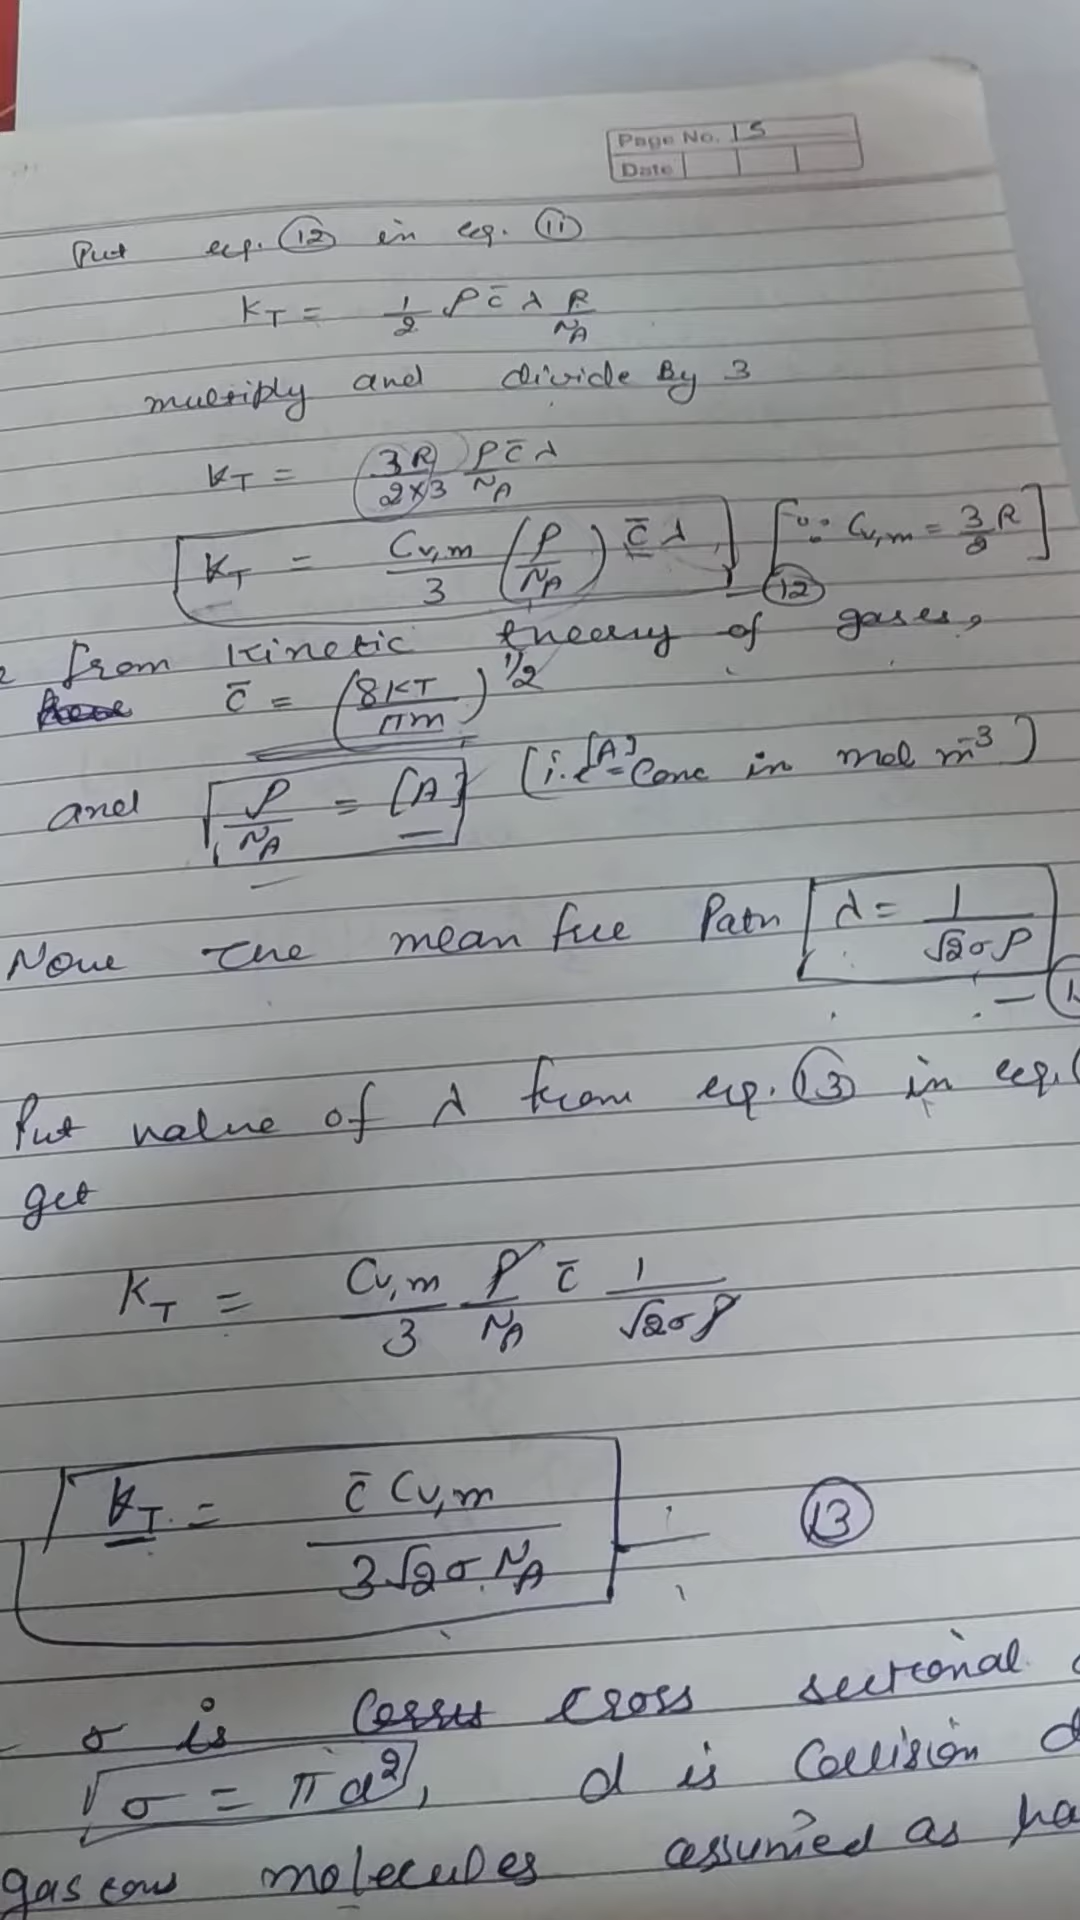 Page No. 15
Date
Put eq. ⑫ in eq. ⑪
K_T = 1/2 ρ c̄ λ R/N_A
multiply and divide By 3
K_T = (3R/2×3) ρ c̄ λ/N_A
K_T = C_v,m/3 (ρ/N_A) c̄ λ [∵ C_v,m = 3/2 R]
— ⑫
from Kinetic theory of gases,
c̄ = (8KT/πm)^1/2
and ρ/N_A = [A] (i.e [A] = Conc in mol m⁻³)
Now the mean free Path λ = 1/√2σρ
Put value of λ from eq. ⑬ in eq.
get
K_T = C_v,m/3 ρ/N_A c̄ 1/√2σρ
K_T = c̄ C_v,m/3√2σ N_A — ⑬
σ is cross sectional
σ = πd², d is Collision
gaseous molecules assumed as